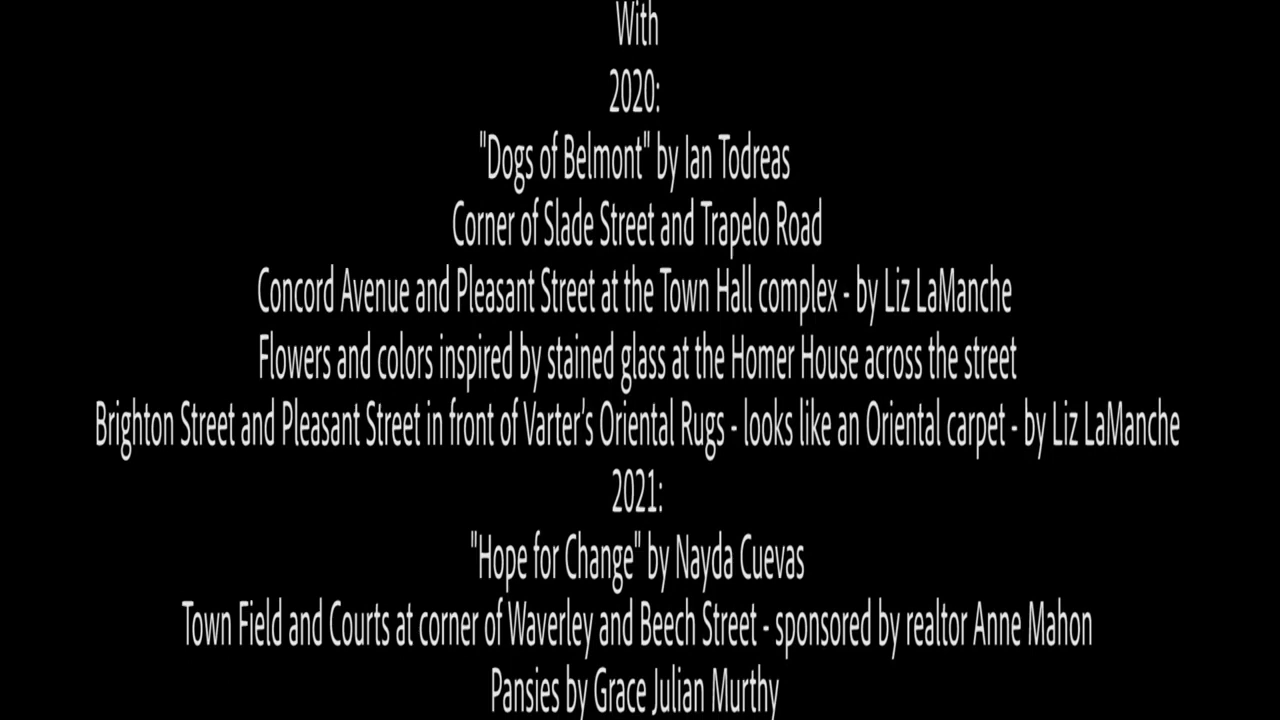 With
2020:
"Dogs of Belmont" by Ian Todreas
Corner of Slade Street and Trapelo Road
Concord Avenue and Pleasant Street at the Town Hall complex - by Liz LaManche
Flowers and colors inspired by stained glass at the Homer House across the street
Brighton Street and Pleasant Street in front of Varter’s Oriental Rugs - looks like an Oriental carpet - by Liz LaManche
2021:
"Hope for Change" by Nayda Cuevas
Town Field and Courts at corner of Waverley and Beech Street - sponsored by realtor Anne Mahon
Pansies by Grace Julian Murthy